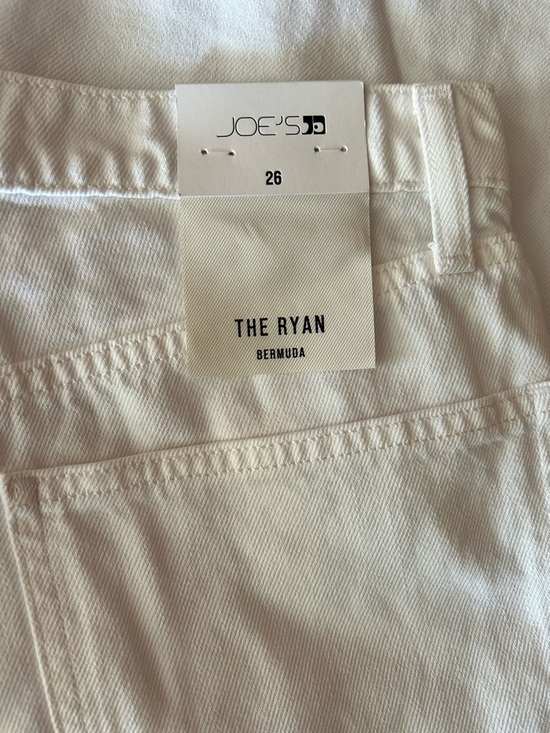 JOE'S
26
THE RYAN
BERMUDA